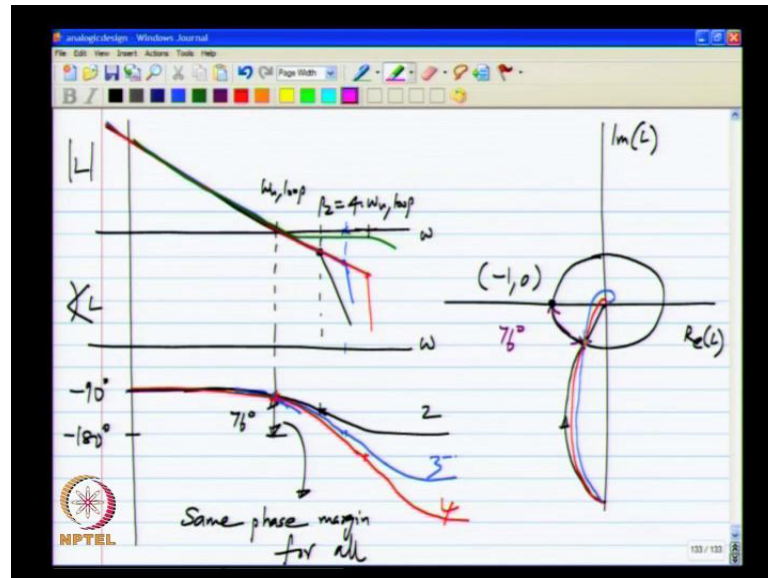 analogicdesign - Windows Journal
File Edit View Insert Actions Tools Help
Page Width
B I
|L|
ωu,loop
p2=4·ωu,loop
ω
∠L
ω
-90°
-180°
76°
2
3
4
Same phase margin
for all
Im(L)
(-1,0)
Re(L)
76°
NPTEL
133 / 133